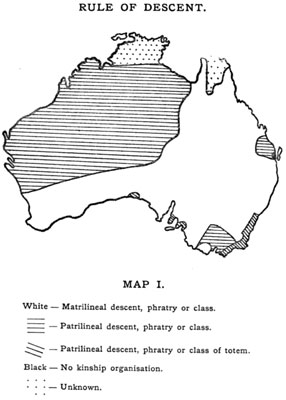 RULE OF DESCENT.
MAP I.
White — Matrilineal descent, phratry or class.
— Patrilineal descent, phratry or class.
— Patrilineal descent, phratry or class of totem.
Black — No kinship organisation.
— Unknown.